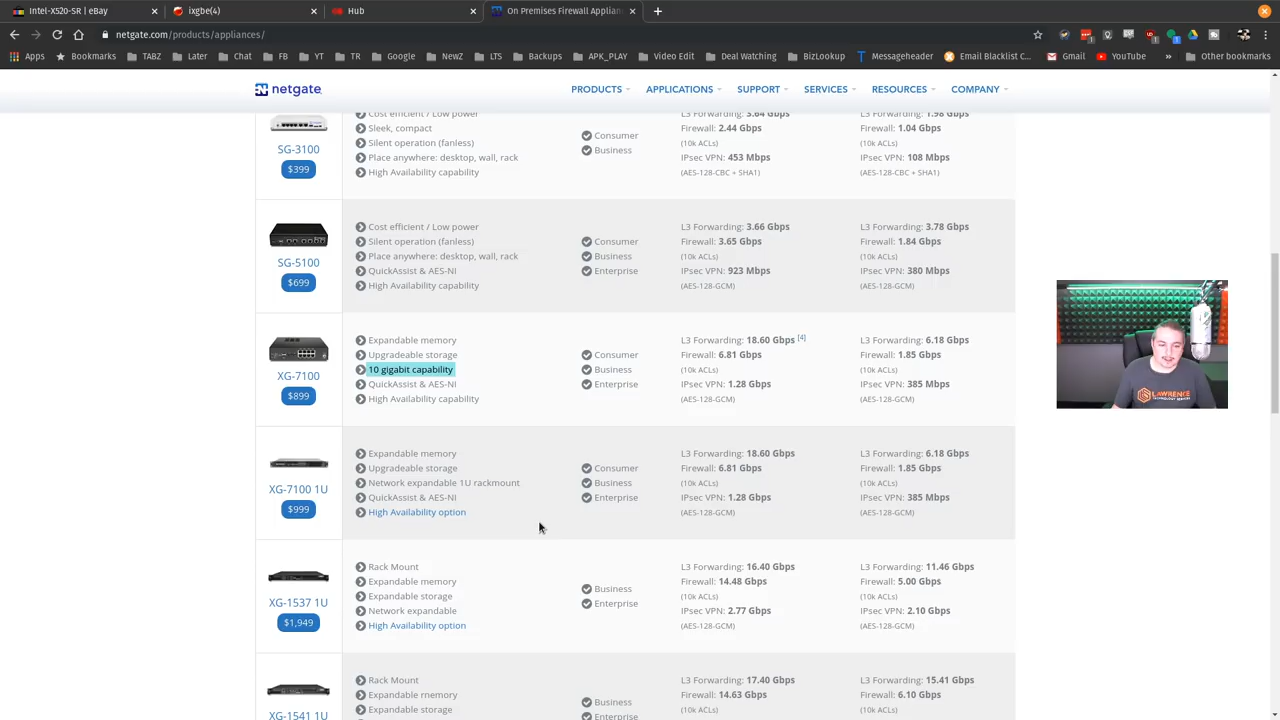 Intel-X520-SR | eBay
ixgbe(4)
Hub
On Premises Firewall Applian
netgate.com/products/appliances/
Apps
Bookmarks
TABZ
Later
Chat
FB
YT
TR
Google
NewZ
LTS
Backups
APK_PLAY
Video Edit
Deal Watching
BizLookup
Messageheader
Email Blacklist C...
Gmail
YouTube
»
Other bookmarks
netgate
PRODUCTS
APPLICATIONS
SUPPORT
SERVICES
RESOURCES
COMPANY
SG-3100
$399
Cost efficient / Low power
Sleek, compact
Silent operation (fanless)
Place anywhere: desktop, wall, rack
High Availability capability
Consumer
Business
L3 Forwarding: 3.64 Gbps
Firewall: 2.44 Gbps
(10k ACLs)
IPsec VPN: 453 Mbps
(AES-128-CBC + SHA1)
L3 Forwarding: 1.98 Gbps
Firewall: 1.04 Gbps
(10k ACLs)
IPsec VPN: 108 Mbps
(AES-128-CBC + SHA1)
SG-5100
$699
Cost efficient / Low power
Silent operation (fanless)
Place anywhere: desktop, wall, rack
QuickAssist & AES-NI
High Availability capability
Consumer
Business
Enterprise
L3 Forwarding: 3.66 Gbps
Firewall: 3.65 Gbps
(10k ACLs)
IPsec VPN: 923 Mbps
(AES-128-GCM)
L3 Forwarding: 3.78 Gbps
Firewall: 1.84 Gbps
(10k ACLs)
IPsec VPN: 380 Mbps
(AES-128-GCM)
XG-7100
$899
Expandable memory
Upgradeable storage
10 gigabit capability
QuickAssist & AES-NI
High Availability capability
Consumer
Business
Enterprise
L3 Forwarding: 18.60 Gbps [4]
Firewall: 6.81 Gbps
(10k ACLs)
IPsec VPN: 1.28 Gbps
(AES-128-GCM)
L3 Forwarding: 6.18 Gbps
Firewall: 1.85 Gbps
(10k ACLs)
IPsec VPN: 385 Mbps
(AES-128-GCM)
LAWRENCE
XG-7100 1U
$999
Expandable memory
Upgradeable storage
Network expandable 1U rackmount
QuickAssist & AES-NI
High Availability option
Consumer
Business
Enterprise
L3 Forwarding: 18.60 Gbps
Firewall: 6.81 Gbps
(10k ACLs)
IPsec VPN: 1.28 Gbps
(AES-128-GCM)
L3 Forwarding: 6.18 Gbps
Firewall: 1.85 Gbps
(10k ACLs)
IPsec VPN: 385 Mbps
(AES-128-GCM)
XG-1537 1U
$1,949
Rack Mount
Expandable memory
Expandable storage
Network expandable
High Availability option
Business
Enterprise
L3 Forwarding: 16.40 Gbps
Firewall: 14.48 Gbps
(10k ACLs)
IPsec VPN: 2.77 Gbps
(AES-128-GCM)
L3 Forwarding: 11.46 Gbps
Firewall: 5.00 Gbps
(10k ACLs)
IPsec VPN: 2.10 Gbps
(AES-128-GCM)
XG-1541 1U
Rack Mount
Expandable memory
Expandable storage
Business
Enterprise
L3 Forwarding: 17.40 Gbps
Firewall: 14.63 Gbps
(10k ACLs)
L3 Forwarding: 15.41 Gbps
Firewall: 6.10 Gbps
(10k ACLs)